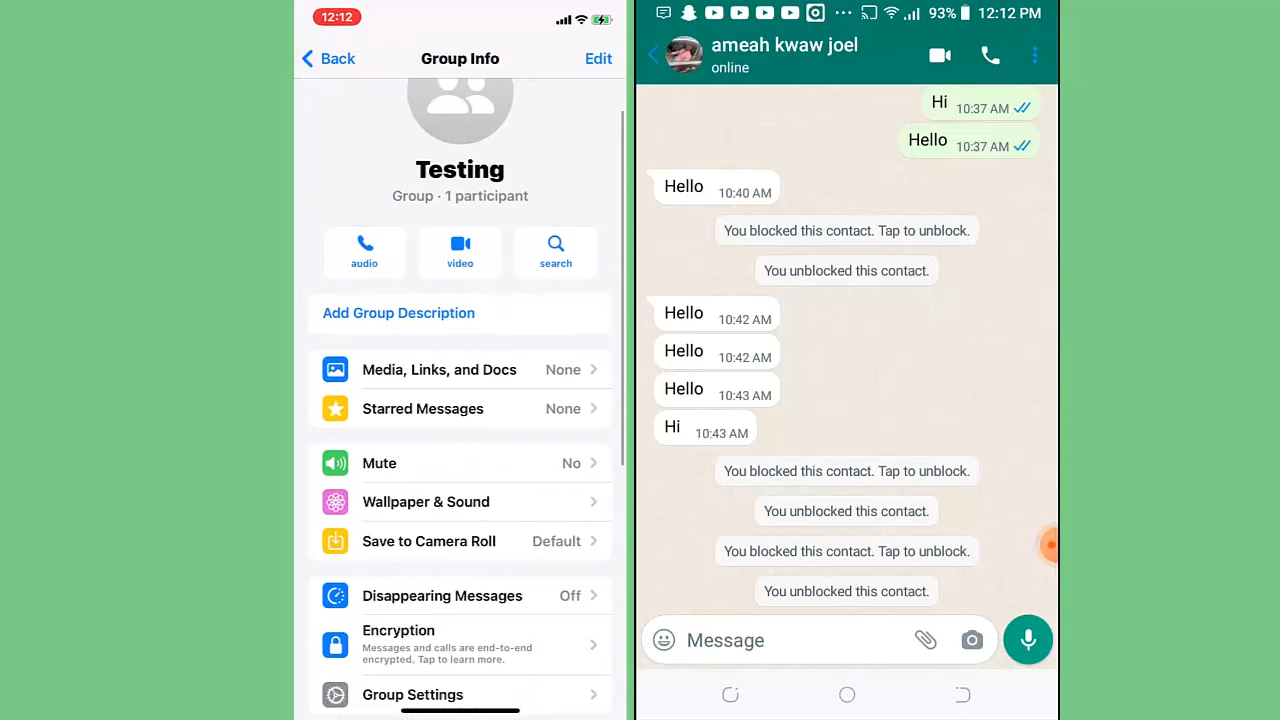 12:12
Back
Group Info
Edit
Testing
Group · 1 participant
audio
video
search
Add Group Description
Media, Links, and Docs None
Starred Messages None
Mute No
Wallpaper & Sound
Save to Camera Roll Default
Disappearing Messages Off
Encryption
Messages and calls are end-to-end
encrypted. Tap to learn more.
Group Settings
93% 12:12 PM
ameah kwaw joel
online
Hi 10:37 AM
Hello 10:37 AM
Hello 10:40 AM
You blocked this contact. Tap to unblock.
You unblocked this contact.
Hello 10:42 AM
Hello 10:42 AM
Hello 10:43 AM
Hi 10:43 AM
You blocked this contact. Tap to unblock.
You unblocked this contact.
You blocked this contact. Tap to unblock.
You unblocked this contact.
Message